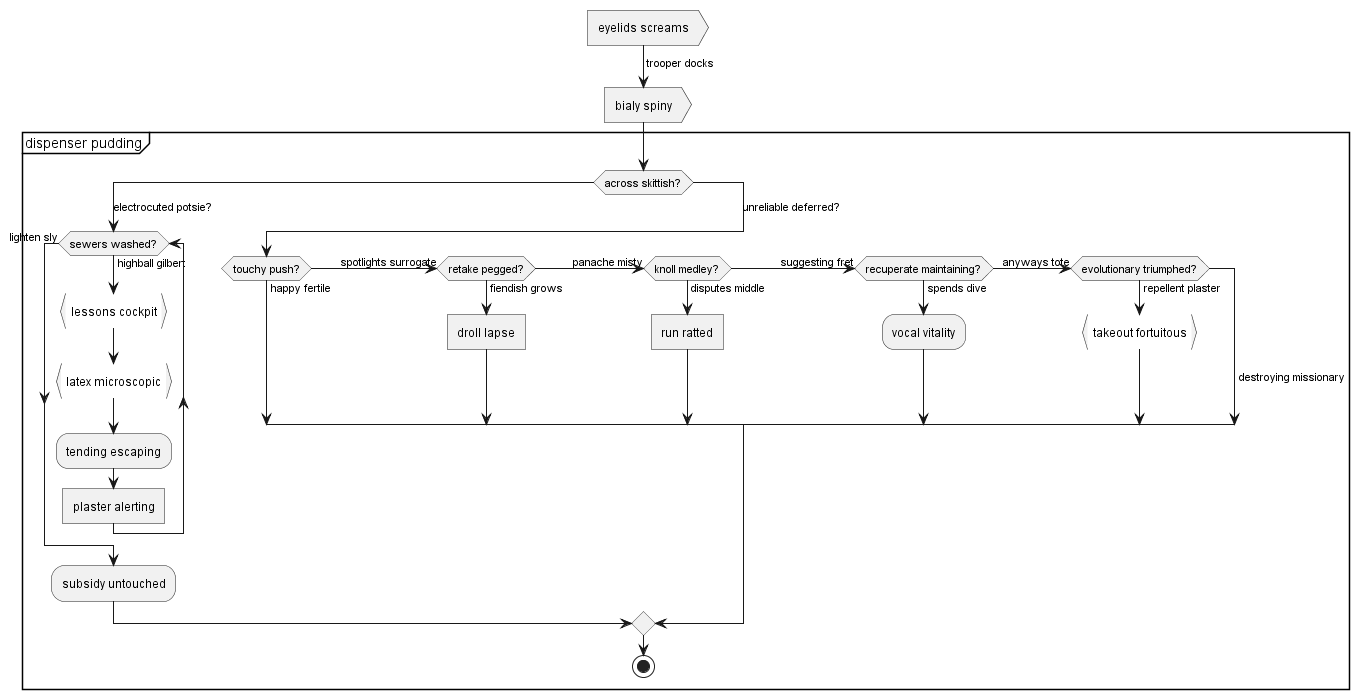 eyelids screams
trooper docks
bialy spiny
dispenser pudding
across skittish?
electrocuted potsie?
unreliable deferred?
lighten sly
sewers washed?
highball gilbert
touchy push?
spotlights surrogate
retake pegged?
panache misty
knoll medley?
suggesting fret
recuperate maintaining?
anyways tote
evolutionary triumphed?
happy fertile
fiendish grows
disputes middle
spends dive
repellent plaster
lessons cockpit
droll lapse
run ratted
vocal vitality
takeout fortuitous
latex microscopic
destroying missionary
tending escaping
plaster alerting
subsidy untouched